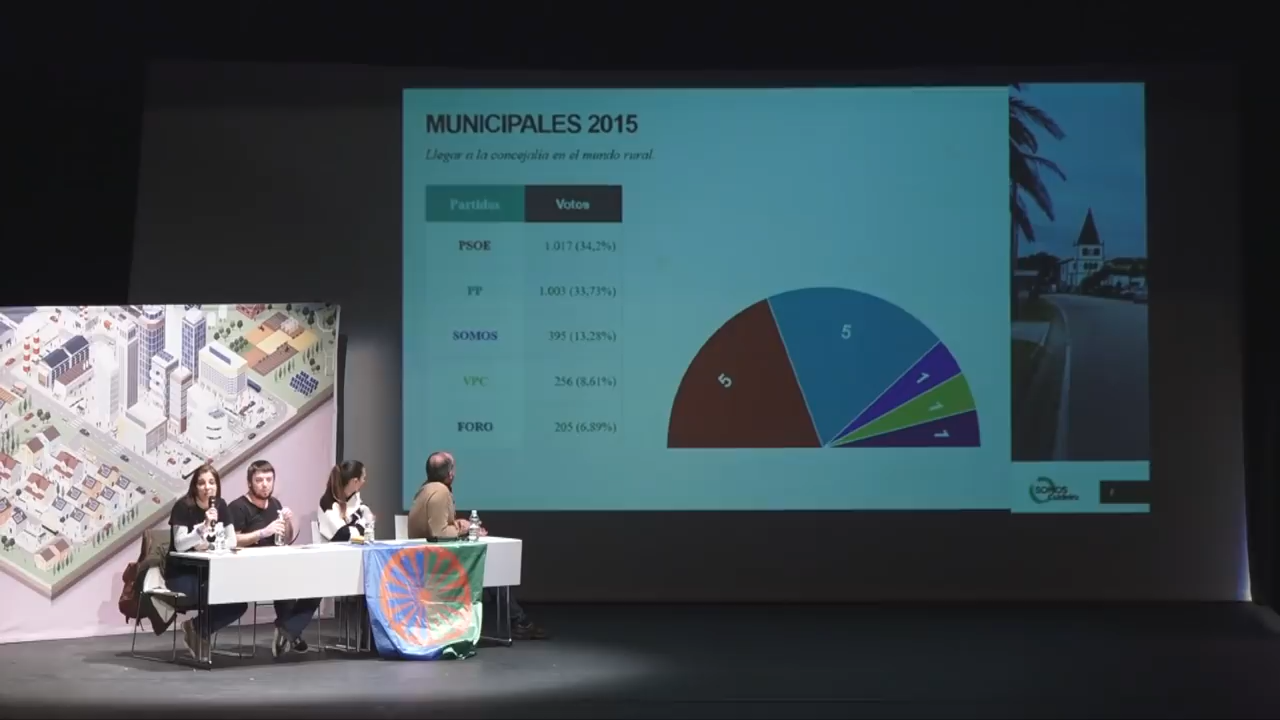 MUNICIPALES 2015
Llegar a la concejalía en el mundo rural.
Partidos Votos
PSOE 1.017 (34,2%)
PP 1.003 (33,73%)
SOMOS 395 (13,28%)
VPC 256 (8,61%)
FORO 205 (6,89%)
5
5
1
1
1
SOMOS
Cudillero